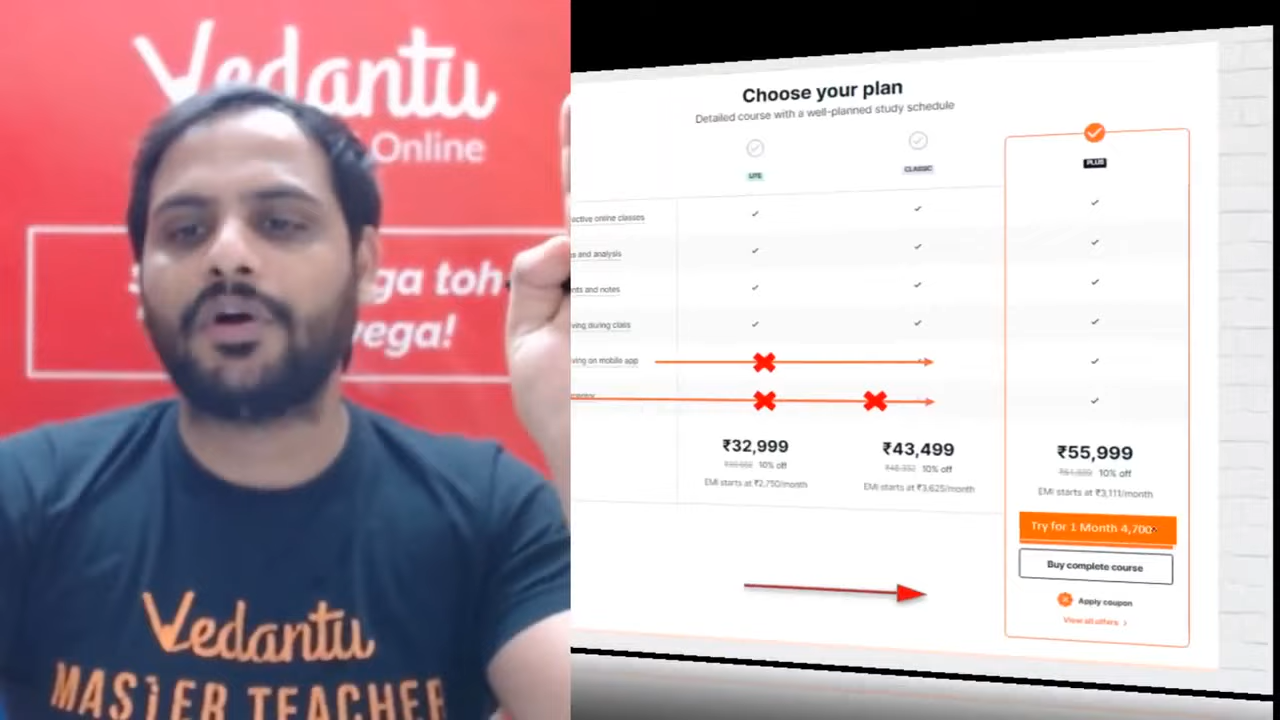 Vedantu
Online
ga toh
vega!
Vedantu
MASTER TEACHER
Choose your plan
Detailed course with a well-planned study schedule
LITE
CLASSIC
PLUS
active online classes
s and analysis
nts and notes
ving during class
ving on mobile app
₹32,999
10% off
EMI starts at ₹2,750/month
₹43,499
10% off
EMI starts at ₹3,625/month
₹55,999
10% off
EMI starts at ₹3,111/month
Try for 1 Month 4,700
Buy complete course
Apply coupon
View all offers